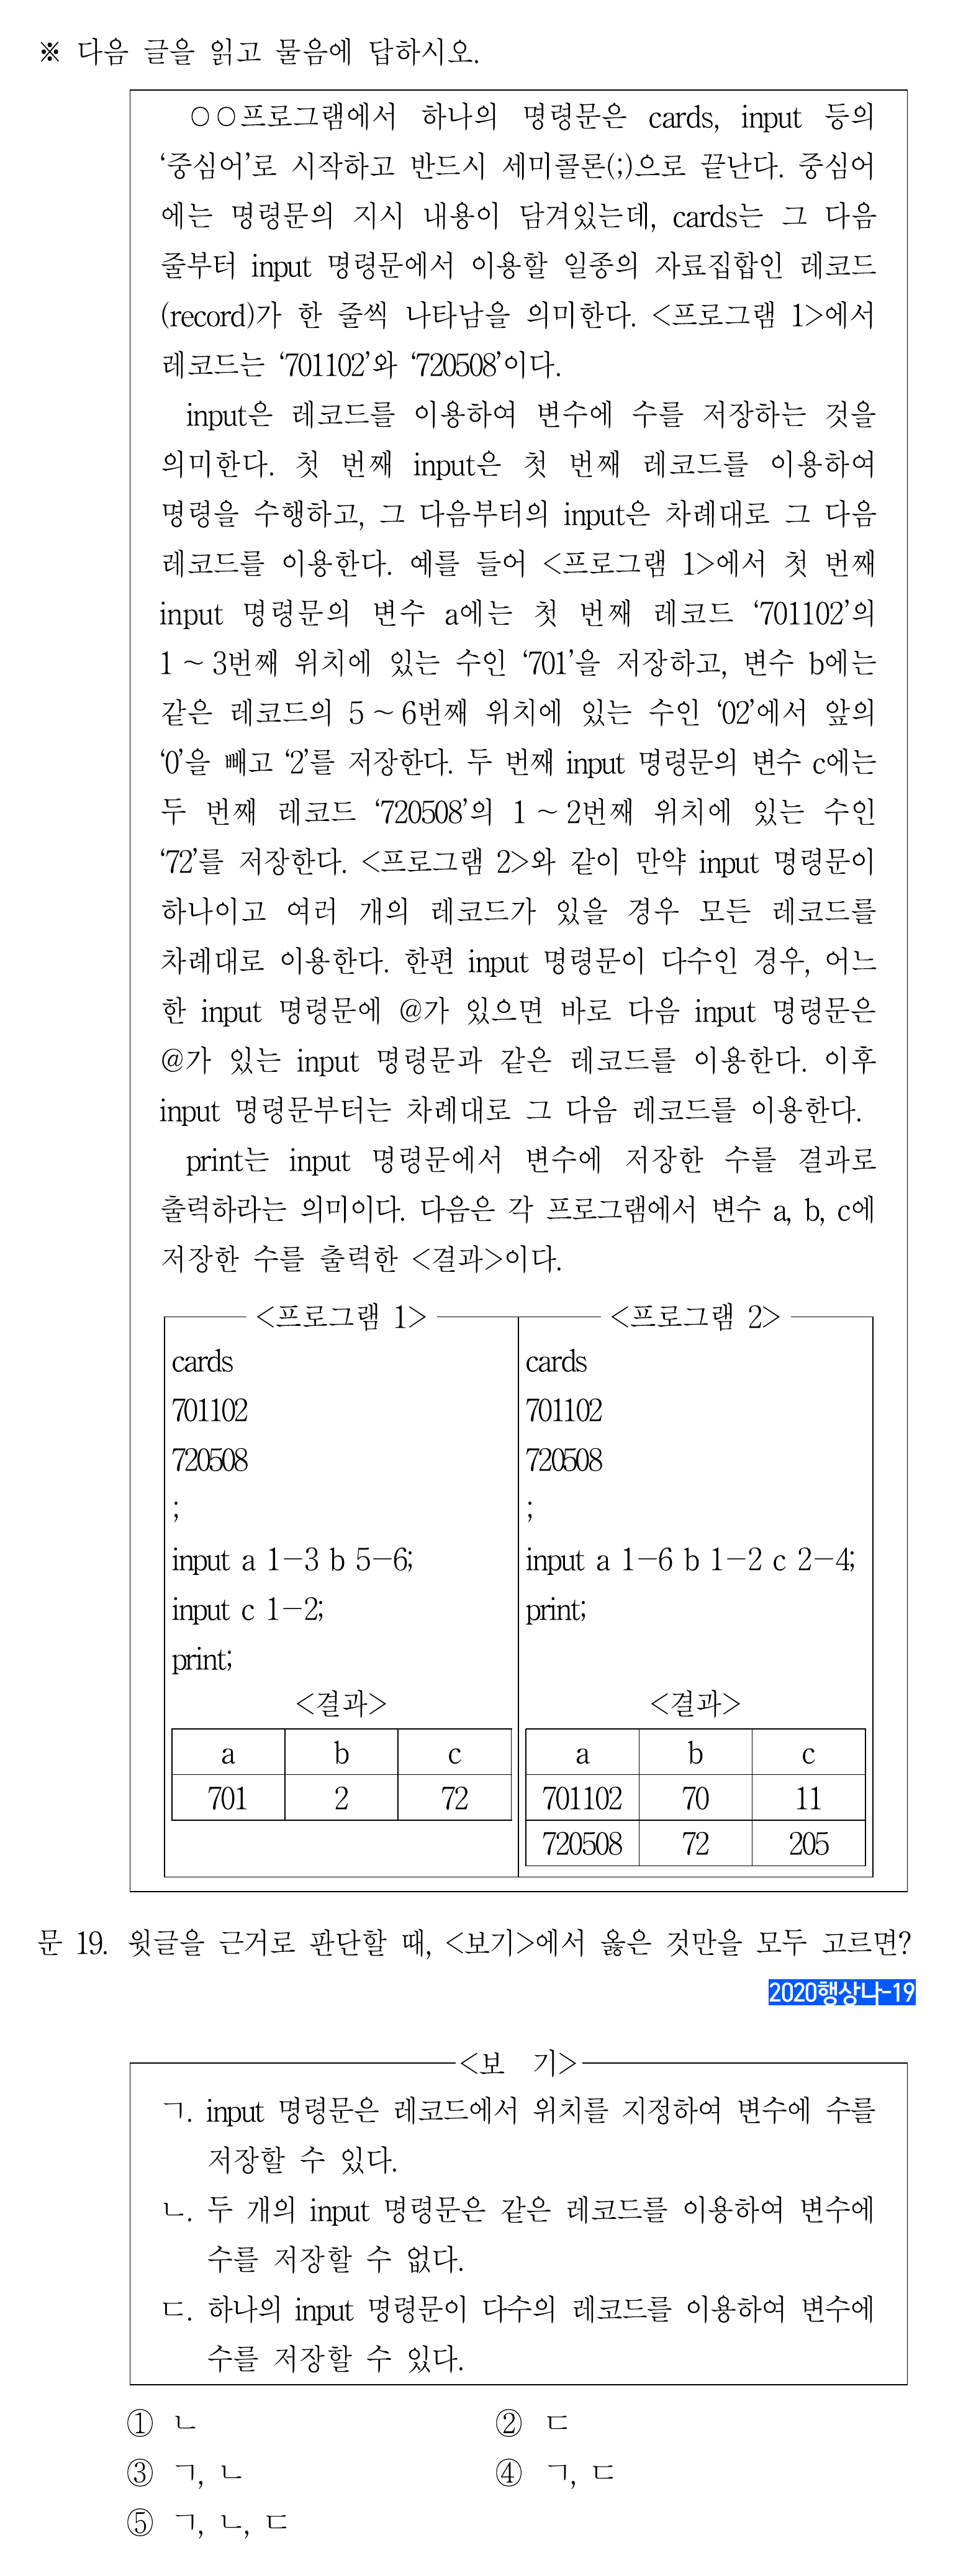 ※ 다음 글을 읽고 물음에 답하시오.
○○프로그램에서 하나의 명령문은 cards, input 등의
‘중심어’로 시작하고 반드시 세미콜론(;)으로 끝난다. 중심어
에는 명령문의 지시 내용이 담겨있는데, cards는 그 다음
줄부터 input 명령문에서 이용할 일종의 자료집합인 레코드
(record)가 한 줄씩 나타남을 의미한다. <프로그램 1>에서
레코드는 ‘701102’와 ‘720508’이다.
input은 레코드를 이용하여 변수에 수를 저장하는 것을
의미한다. 첫 번째 input은 첫 번째 레코드를 이용하여
명령을 수행하고, 그 다음부터의 input은 차례대로 그 다음
레코드를 이용한다. 예를 들어 <프로그램 1>에서 첫 번째
input 명령문의 변수 a에는 첫 번째 레코드 ‘701102’의
1～3번째 위치에 있는 수인 ‘701’을 저장하고, 변수 b에는
같은 레코드의 5～6번째 위치에 있는 수인 ‘02’에서 앞의
‘0’을 빼고 ‘2’를 저장한다. 두 번째 input 명령문의 변수 c에는
두 번째 레코드 ‘720508’의 1～2번째 위치에 있는 수인
‘72’를 저장한다. <프로그램 2>와 같이 만약 input 명령문이
하나이고 여러 개의 레코드가 있을 경우 모든 레코드를
차례대로 이용한다. 한편 input 명령문이 다수인 경우, 어느
한 input 명령문에 @가 있으면 바로 다음 input 명령문은
@가 있는 input 명령문과 같은 레코드를 이용한다. 이후
input 명령문부터는 차례대로 그 다음 레코드를 이용한다.
print는 input 명령문에서 변수에 저장한 수를 결과로
출력하라는 의미이다. 다음은 각 프로그램에서 변수 a, b, c에
저장한 수를 출력한 <결과>이다.
<프로그램 1>
cards
701102
720508
;
input a 1−3 b 5−6;
input c 1−2;
print;
<결과>
a b c
701 2 72
<프로그램 2>
cards
701102
720508
;
input a 1−6 b 1−2 c 2−4;
print;
<결과>
a b c
701102 70 11
720508 72 205
문 19. 윗글을 근거로 판단할 때, <보기>에서 옳은 것만을 모두 고르면?
2020행상나-19
<보 기>
ㄱ. input 명령문은 레코드에서 위치를 지정하여 변수에 수를
저장할 수 있다.
ㄴ. 두 개의 input 명령문은 같은 레코드를 이용하여 변수에
수를 저장할 수 없다.
ㄷ. 하나의 input 명령문이 다수의 레코드를 이용하여 변수에
수를 저장할 수 있다.
① ㄴ ② ㄷ
③ ㄱ, ㄴ ④ ㄱ, ㄷ
⑤ ㄱ, ㄴ, ㄷ